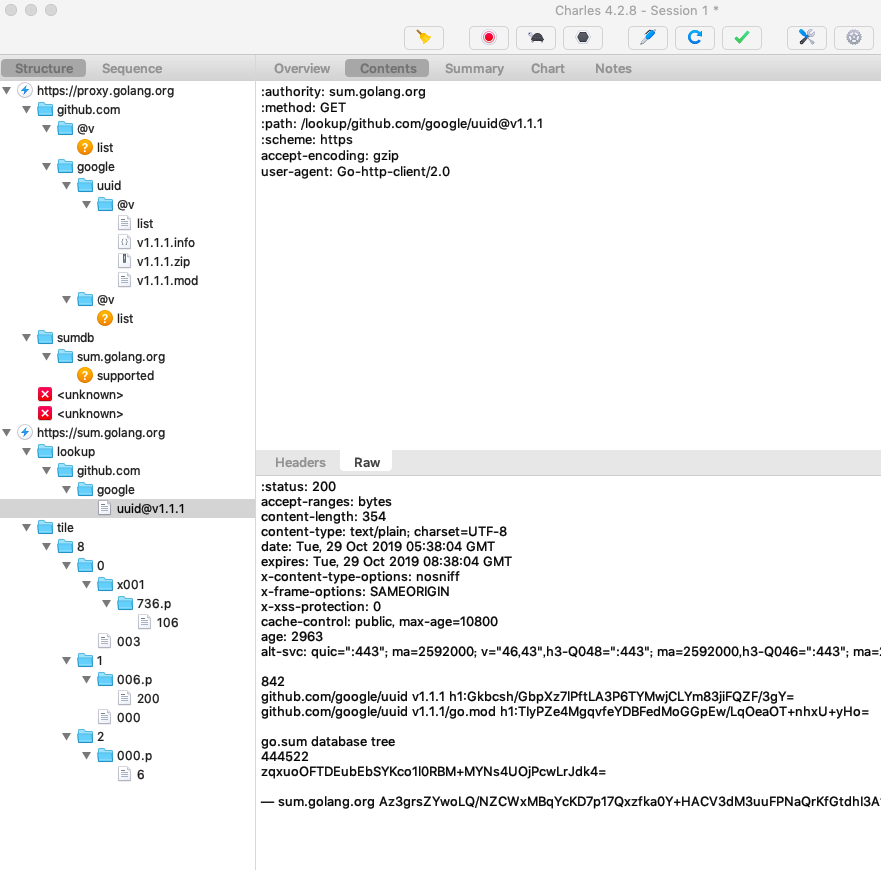 Charles 4.2.8 - Session 1 *
Structure
Sequence
Overview
Contents
Summary
Chart
Notes
https://proxy.golang.org
github.com
@v
list
google
uuid
@v
list
v1.1.1.info
v1.1.1.zip
v1.1.1.mod
@v
list
sumdb
sum.golang.org
supported
<unknown>
<unknown>
https://sum.golang.org
lookup
github.com
google
uuid@v1.1.1
tile
8
0
x001
736.p
106
003
1
006.p
200
000
2
000.p
6
:authority: sum.golang.org
:method: GET
:path: /lookup/github.com/google/uuid@v1.1.1
:scheme: https
accept-encoding: gzip
user-agent: Go-http-client/2.0
Headers
Raw
:status: 200
accept-ranges: bytes
content-length: 354
content-type: text/plain; charset=UTF-8
date: Tue, 29 Oct 2019 05:38:04 GMT
expires: Tue, 29 Oct 2019 08:38:04 GMT
x-content-type-options: nosniff
x-frame-options: SAMEORIGIN
x-xss-protection: 0
cache-control: public, max-age=10800
age: 2963
alt-svc: quic=":443"; ma=2592000; v="46,43",h3-Q048=":443"; ma=2592000,h3-Q046=":443"; ma=2
842
github.com/google/uuid v1.1.1 h1:Gkbcsh/GbpXz7lPftLA3P6TYMwjCLYm83jiFQZF/3gY=
github.com/google/uuid v1.1.1/go.mod h1:TIyPZe4MgqvfeYDBFedMoGGpEw/LqOeaOT+nhxU+yHo=
go.sum database tree
444522
zqxuoOFTDEubEbSYKco1l0RBM+MYNs4UOjPcwLrJdk4=
— sum.golang.org Az3grsZYwoLQ/NZCWxMBqYcKD7p17Qxzfka0Y+HACV3dM3uuFPNaQrKfGtdhl3A